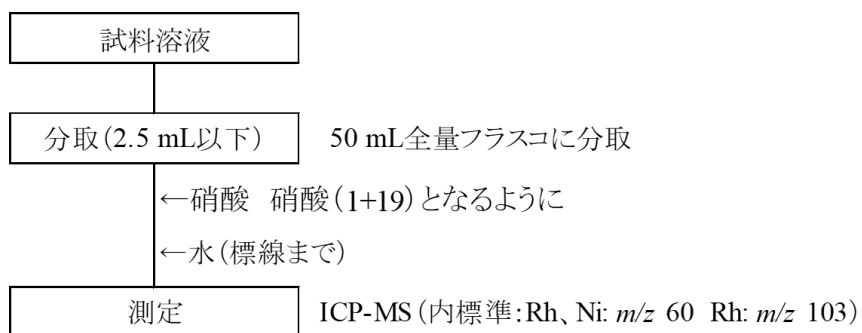 試料溶液
分取(2.5 mL以下) 50 mL全量フラスコに分取
←硝酸 硝酸(1+19)となるように
←水(標線まで)
測定 ICP-MS(内標準:Rh、Ni: m/z 60 Rh: m/z 103)